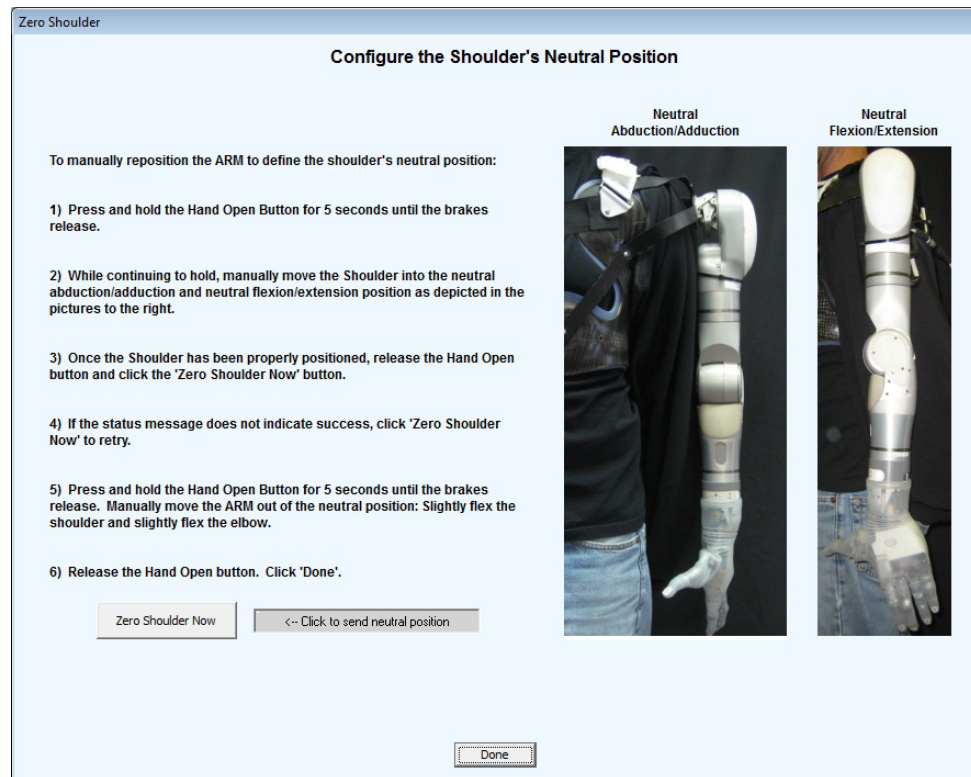 Zero Shoulder
Configure the Shoulder's Neutral Position
Neutral
Abduction/Adduction
Neutral
Flexion/Extension
To manually reposition the ARM to define the shoulder's neutral position:
1) Press and hold the Hand Open Button for 5 seconds until the brakes
release.
2) While continuing to hold, manually move the Shoulder into the neutral
abduction/adduction and neutral flexion/extension position as depicted in the
pictures to the right.
3) Once the Shoulder has been properly positioned, release the Hand Open
button and click the 'Zero Shoulder Now' button.
4) If the status message does not indicate success, click 'Zero Shoulder
Now' to retry.
5) Press and hold the Hand Open Button for 5 seconds until the brakes
release. Manually move the ARM out of the neutral position: Slightly flex the
shoulder and slightly flex the elbow.
6) Release the Hand Open button. Click 'Done'.
Zero Shoulder Now
<-- Click to send neutral position
Done